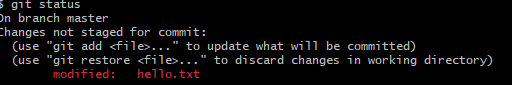 $ git status
On branch master
Changes not staged for commit:
  (use "git add <file>..." to update what will be committed)
  (use "git restore <file>..." to discard changes in working directory)
        modified:   hello.txt